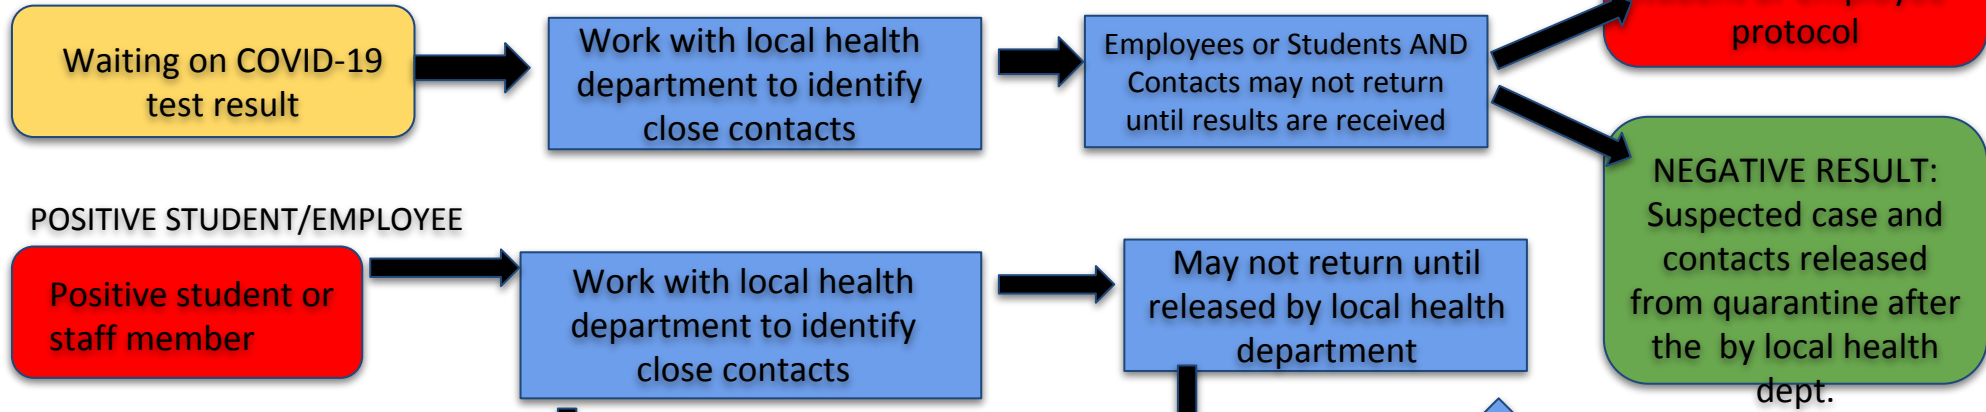 Waiting on COVID-19
test result
Work with local health
department to identify
close contacts
Employees or Students AND
Contacts may not return
until results are received
protocol
NEGATIVE RESULT:
Suspected case and
contacts released
from quarantine after
the by local health
dept.
POSITIVE STUDENT/EMPLOYEE
Positive student or
staff member
Work with local health
department to identify
close contacts
May not return until
released by local health
department